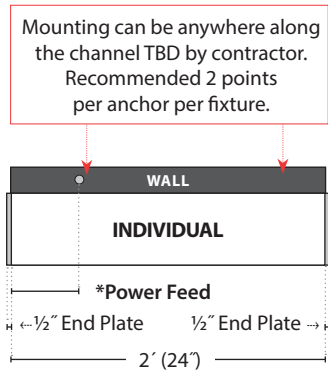 Mounting can be anywhere along
the channel TBD by contractor.
Recommended 2 points
per anchor per fixture.
WALL
INDIVIDUAL
*Power Feed
½˝ End Plate ½˝ End Plate
2´ (24˝)